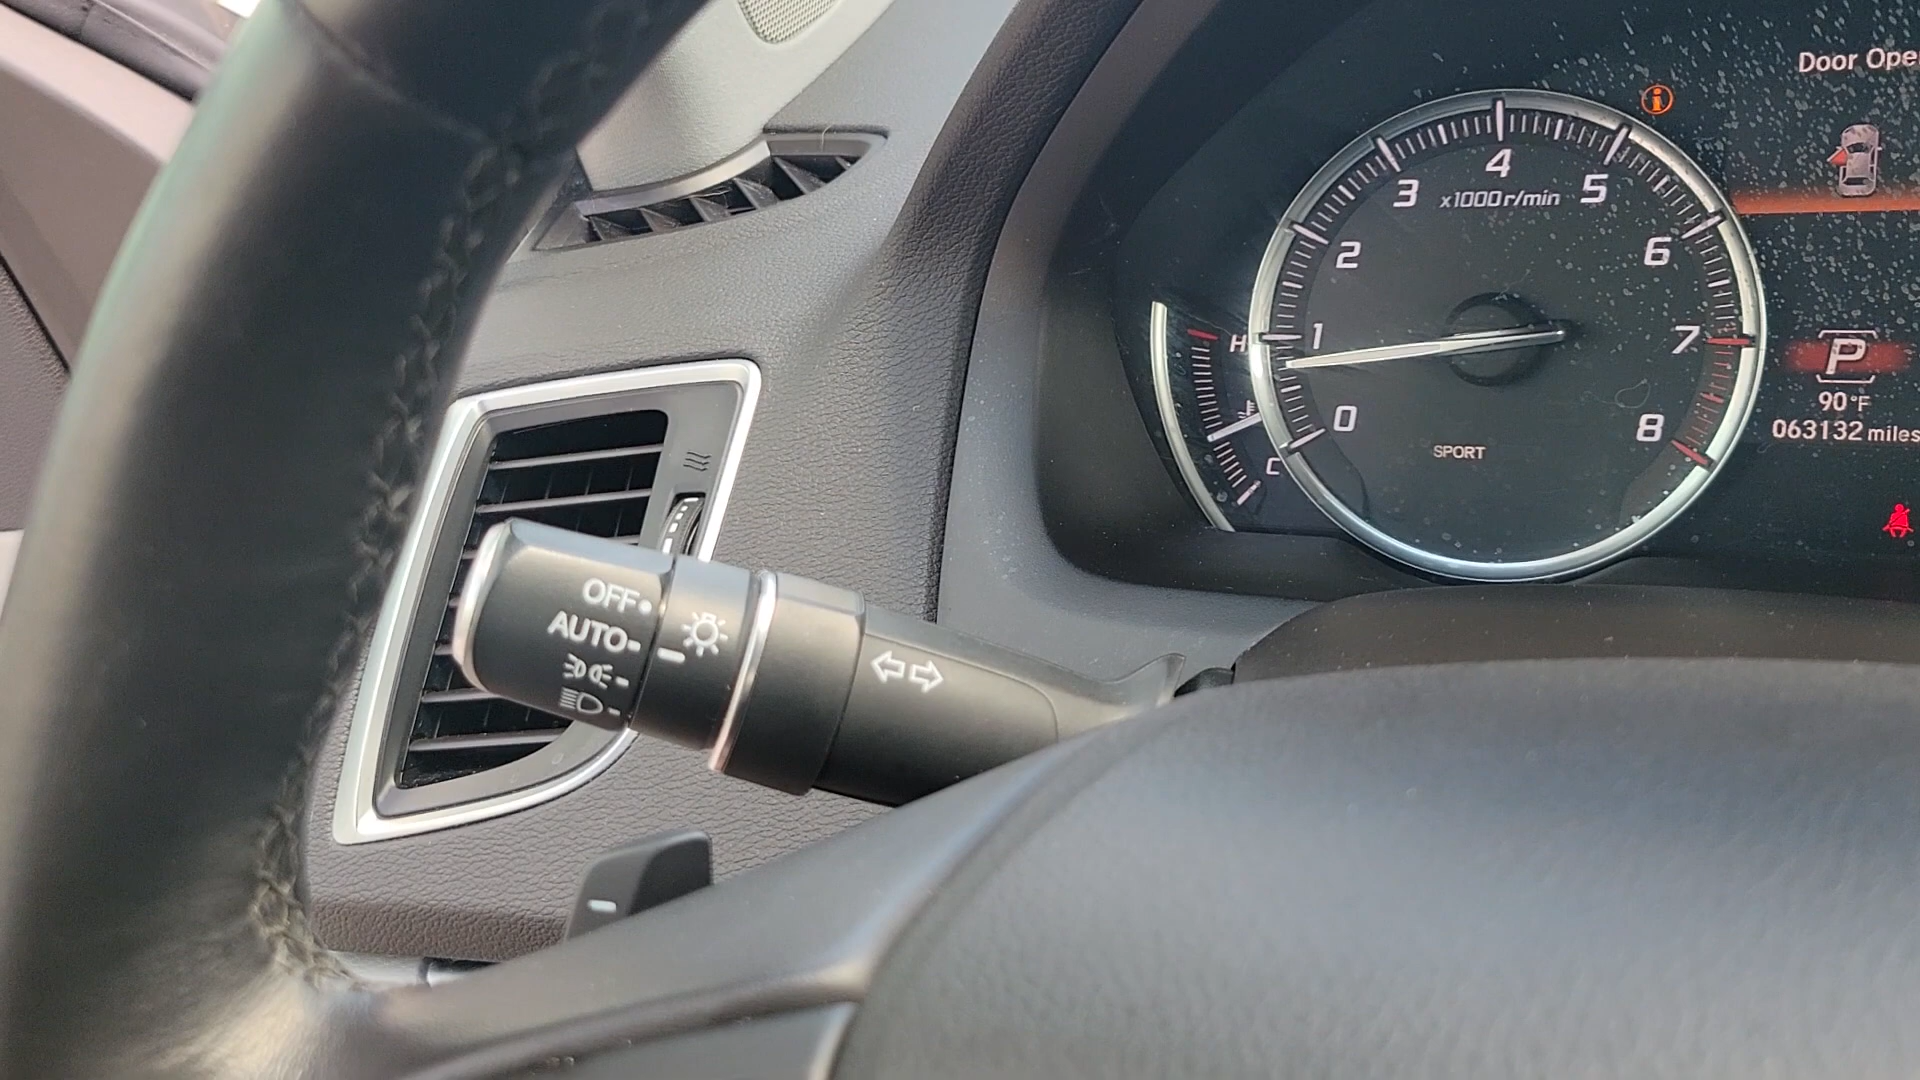 Door Ope
4
3
x1000r/min
5
2
6
H
1
7
P
90°F
0
8
063132 miles
SPORT
C
OFF
AUTO